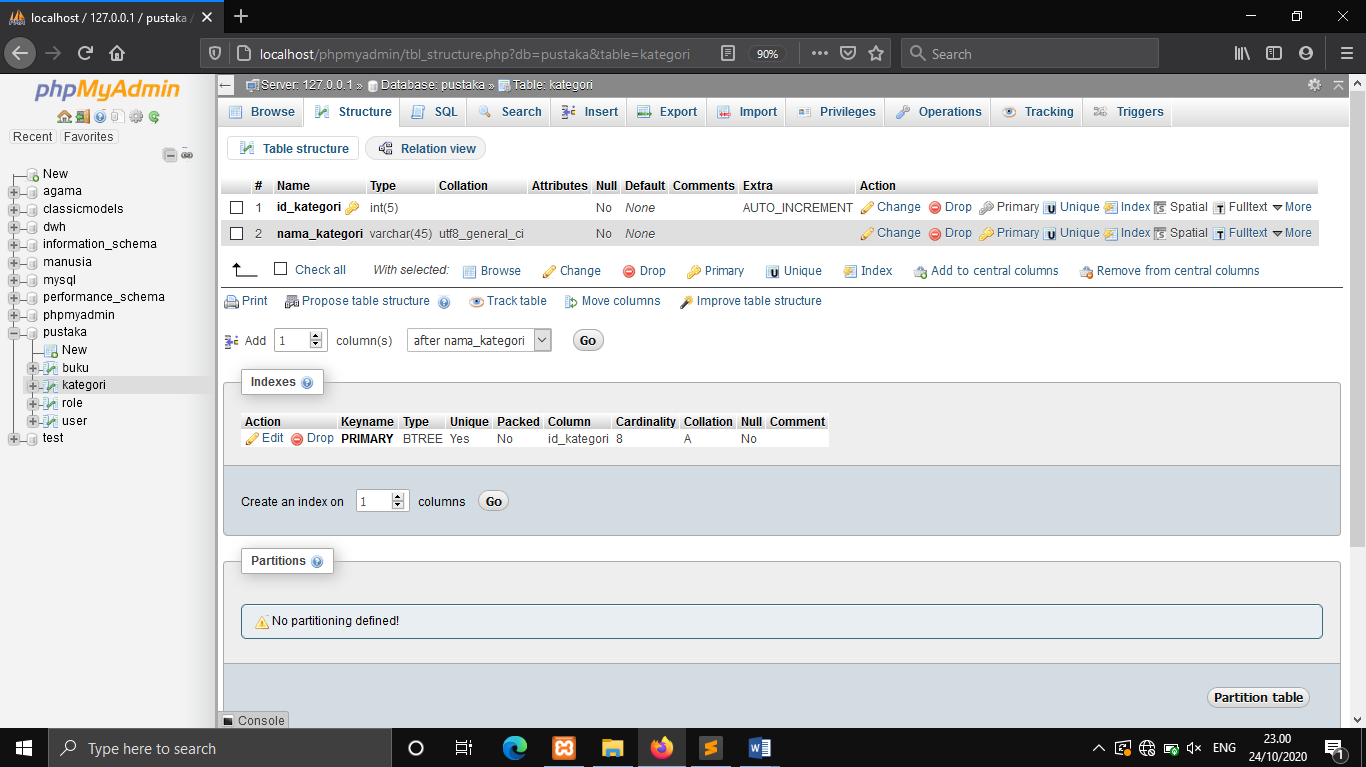 localhost / 127.0.0.1 / pustaka /
localhost/phpmyadmin/tbl_structure.php?db=pustaka&table=kategori 90% Search
phpMyAdmin
Recent Favorites
New
agama
classicmodels
dwh
information_schema
manusia
mysql
performance_schema
phpmyadmin
pustaka
New
buku
kategori
role
user
test
Server: 127.0.0.1 » Database: pustaka » Table: kategori
Browse Structure SQL Search Insert Export Import Privileges Operations Tracking Triggers
Table structure Relation view
# Name Type Collation Attributes Null Default Comments Extra Action
1 id_kategori int(5) No None AUTO_INCREMENT Change Drop Primary Unique Index Spatial Fulltext More
2 nama_kategori varchar(45) utf8_general_ci No None Change Drop Primary Unique Index Spatial Fulltext More
Check all With selected: Browse Change Drop Primary Unique Index Add to central columns Remove from central columns
Print Propose table structure Track table Move columns Improve table structure
Add 1 column(s) after nama_kategori Go
Indexes
Action Keyname Type Unique Packed Column Cardinality Collation Null Comment
Edit Drop PRIMARY BTREE Yes No id_kategori 8 A No
Create an index on 1 columns Go
Partitions
No partitioning defined!
Partition table
Console
Type here to search
ENG
23.00
24/10/2020
1